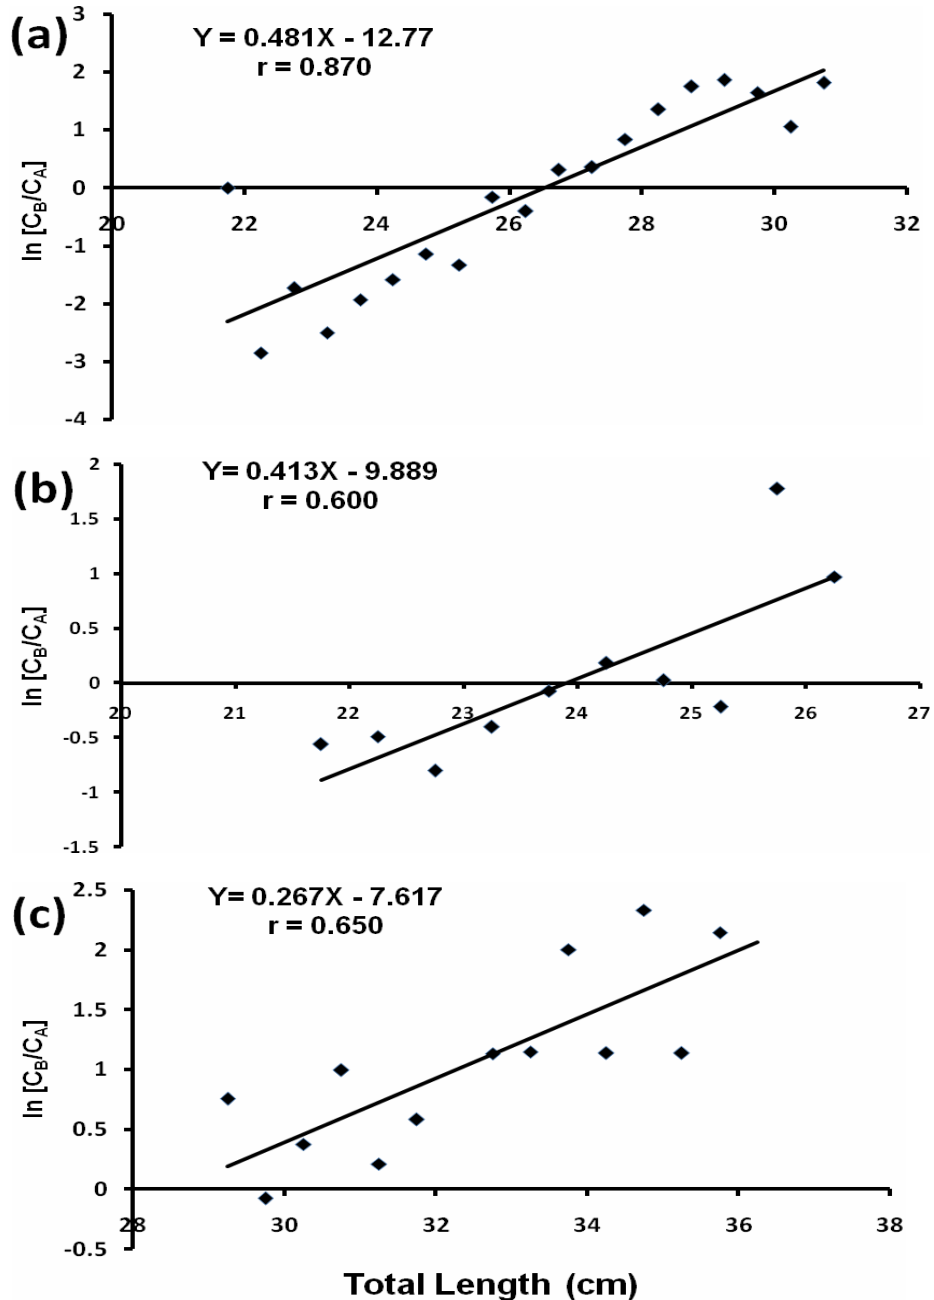 (a)
Y = 0.481X - 12.77
r = 0.870
ln [CB/CA]
3
2
1
0
-1
-2
-3
-4
20 22 24 26 28 30 32
(b)
Y= 0.413X - 9.889
r = 0.600
ln [CB/CA]
2
1.5
1
0.5
0
-0.5
-1
-1.5
20 21 22 23 24 25 26 27
(c)
Y= 0.267X - 7.617
r = 0.650
ln [CB/CA]
2.5
2
1.5
1
0.5
0
-0.5
28 30 32 34 36 38
Total Length (cm)